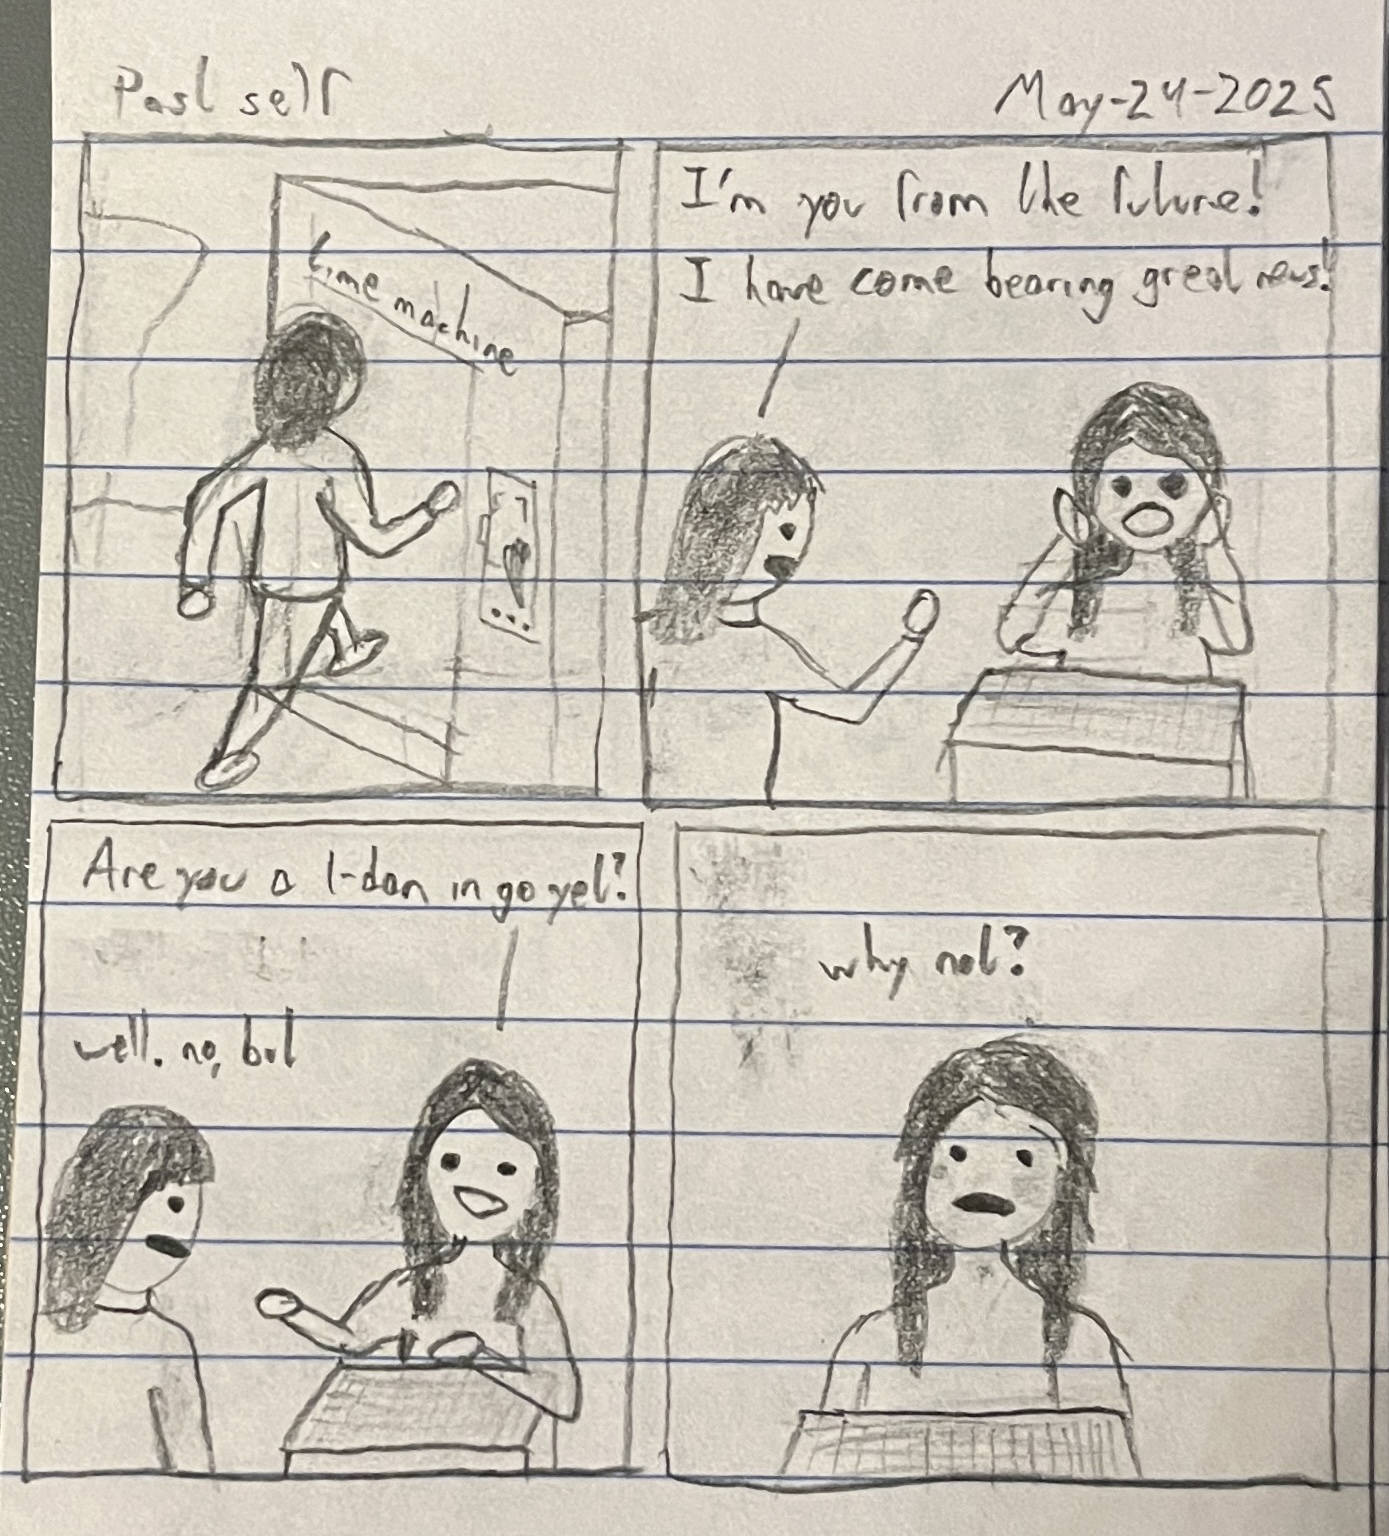 Past self
May-24-2025
time machine
I'm you from the future!
I have come bearing great news!
Are you a 1-dan in go yet?
well. no, but
why not?